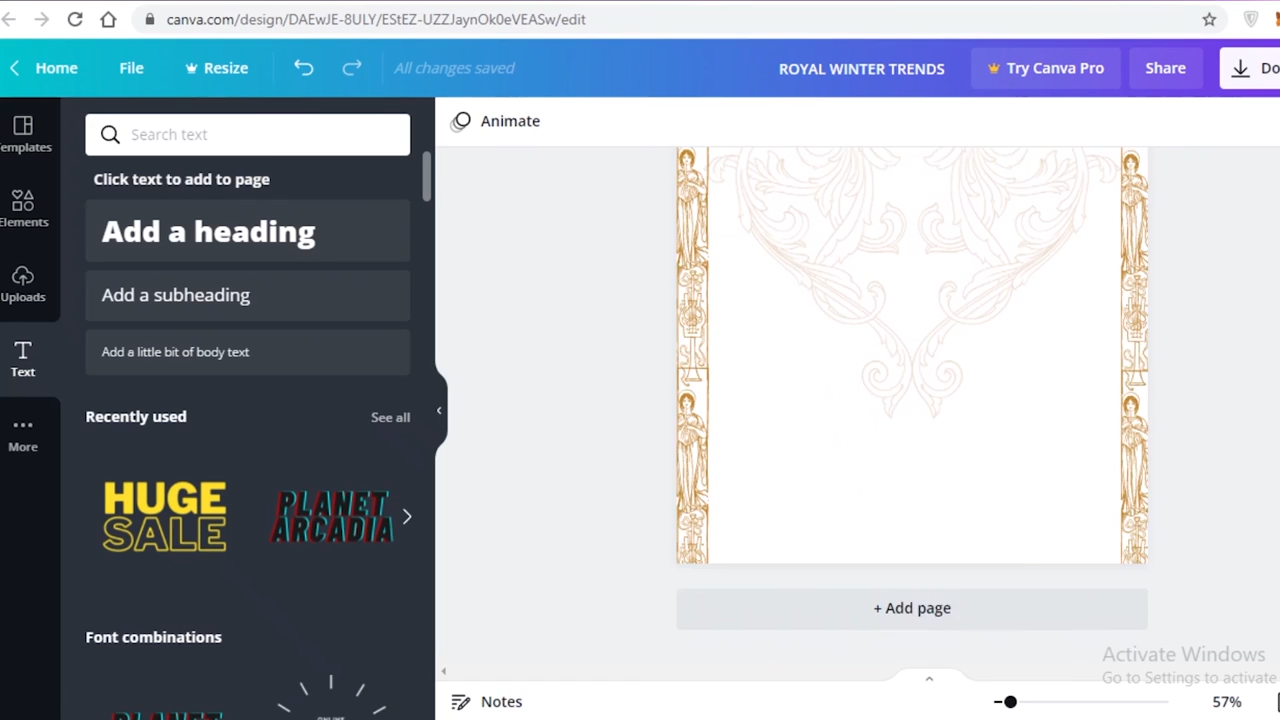 canva.com/design/DAEwJE-8ULY/EStEZ-UZZJaynOk0eVEASw/edit
Home File Resize All changes saved ROYAL WINTER TRENDS Try Canva Pro Share Do
Templates
Elements
Uploads
Text
More
Search text
Click text to add to page
Add a heading
Add a subheading
Add a little bit of body text
Recently used See all
HUGE
SALE
PLANET
ARCADIA
Font combinations
PLANET
ONLINE
Animate
+ Add page
Activate Windows
Go to Settings to activate
Notes 57%